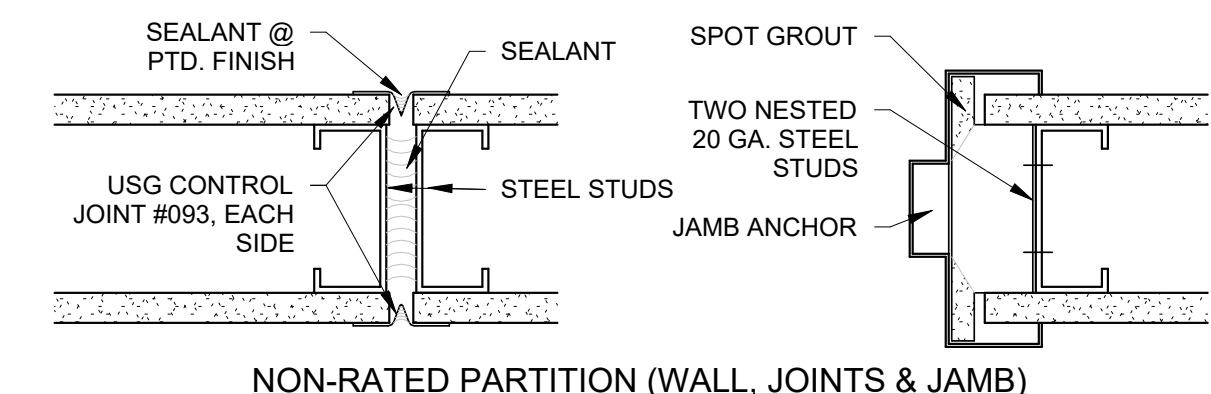 SEALANT @
PTD. FINISH
SEALANT
USG CONTROL
JOINT #093, EACH
SIDE
STEEL STUDS
SPOT GROUT
TWO NESTED
20 GA. STEEL
STUDS
JAMB ANCHOR
NON-RATED PARTITION (WALL, JOINTS & JAMB)